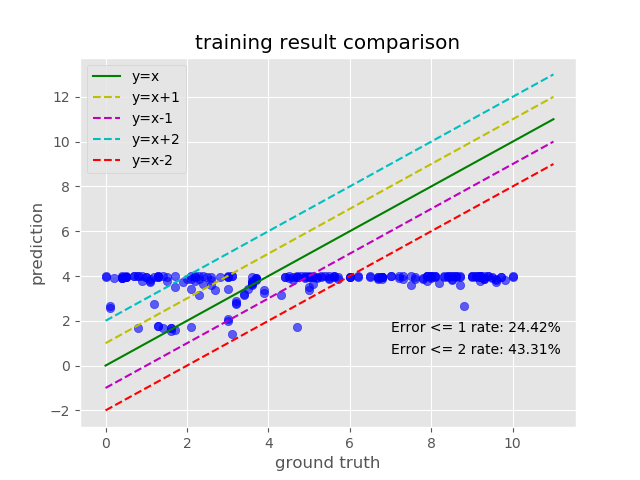 training result comparison
y=x
y=x+1
y=x-1
y=x+2
y=x-2
12
10
8
6
4
2
0
−2
prediction
Error <= 1 rate: 24.42%
Error <= 2 rate: 43.31%
0 2 4 6 8 10
ground truth